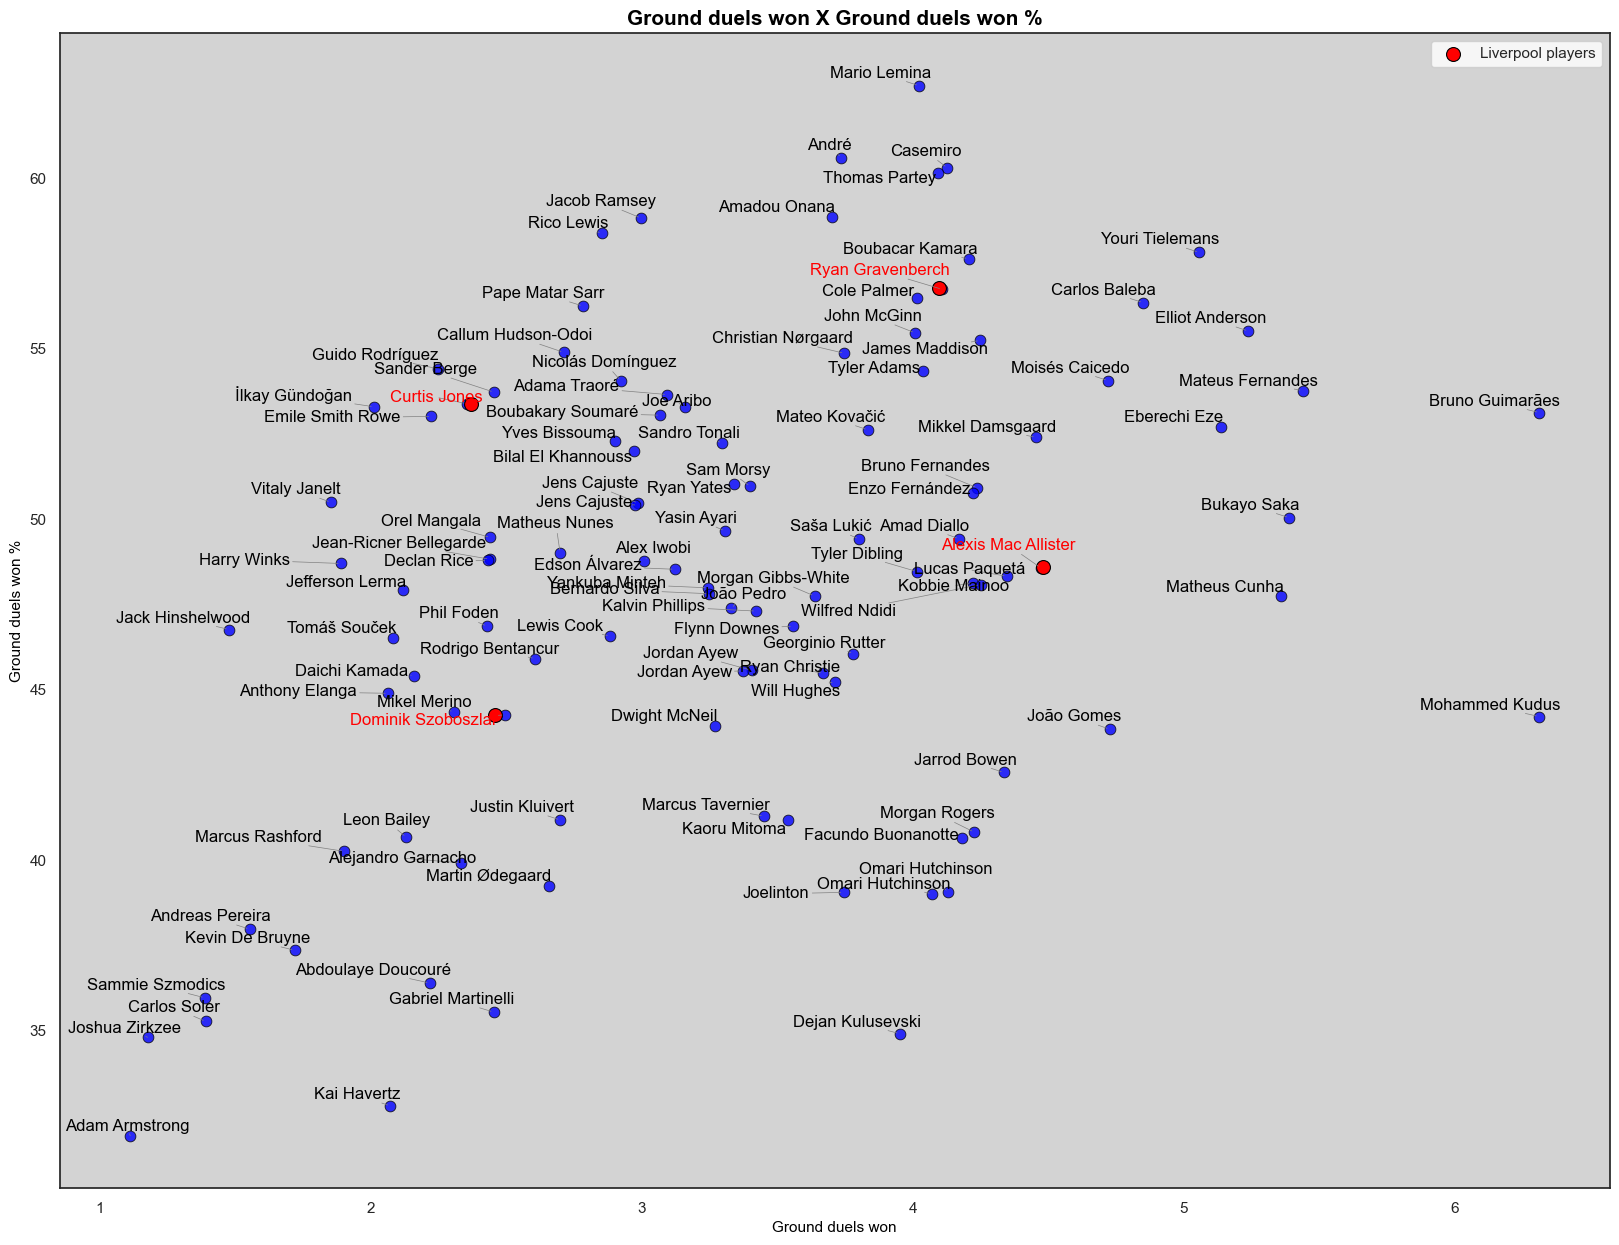 Ground duels won X Ground duels won %
Liverpool players
Mario Lemina
André
Casemiro
Thomas Partey
Jacob Ramsey
Amadou Onana
Rico Lewis
Youri Tielemans
Boubacar Kamara
Ryan Gravenberch
Cole Palmer
Carlos Baleba
Pape Matar Sarr
John McGinn
Elliot Anderson
Callum Hudson-Odoi
Christian Nørgaard
James Maddison
Guido Rodríguez
Sander Berge
Nicolás Domínguez
Tyler Adams
Moisés Caicedo
Mateus Fernandes
Adama Traoré
İlkay Gündoğan
Curtis Jones
Joe Aribo
Bruno Guimarães
Emile Smith Rowe
Boubakary Soumaré
Mateo Kovačić
Eberechi Eze
Yves Bissouma
Sandro Tonali
Mikkel Damsgaard
Bilal El Khannouss
Sam Morsy
Bruno Fernandes
Vitaly Janelt
Jens Cajuste
Ryan Yates
Enzo Fernández
Jens Cajuste
Bukayo Saka
Orel Mangala
Matheus Nunes
Yasin Ayari
Saša Lukić
Amad Diallo
Jean-Ricner Bellegarde
Alex Iwobi
Alexis Mac Allister
Harry Winks
Declan Rice
Edson Álvarez
Tyler Dibling
Lucas Paquetá
Jefferson Lerma
Yankuba Minteh
Morgan Gibbs-White
Kobbie Mainoo
Matheus Cunha
Bernardo Silva
João Pedro
Jack Hinshelwood
Phil Foden
Kalvin Phillips
Wilfred Ndidi
Tomáš Souček
Lewis Cook
Flynn Downes
Rodrigo Bentancur
Georginio Rutter
Jordan Ayew
Daichi Kamada
Jordan Ayew
Ryan Christie
Anthony Elanga
Will Hughes
Mikel Merino
Dominik Szoboszlai
Dwight McNeil
João Gomes
Mohammed Kudus
Jarrod Bowen
Justin Kluivert
Marcus Tavernier
Morgan Rogers
Leon Bailey
Kaoru Mitoma
Facundo Buonanotte
Marcus Rashford
Alejandro Garnacho
Omari Hutchinson
Martin Ødegaard
Omari Hutchinson
Joelinton
Andreas Pereira
Kevin De Bruyne
Abdoulaye Doucouré
Sammie Szmodics
Gabriel Martinelli
Carlos Soler
Joshua Zirkzee
Dejan Kulusevski
Kai Havertz
Adam Armstrong
60
55
50
45
40
35
Ground duels won %
1 2 3 4 5 6
Ground duels won